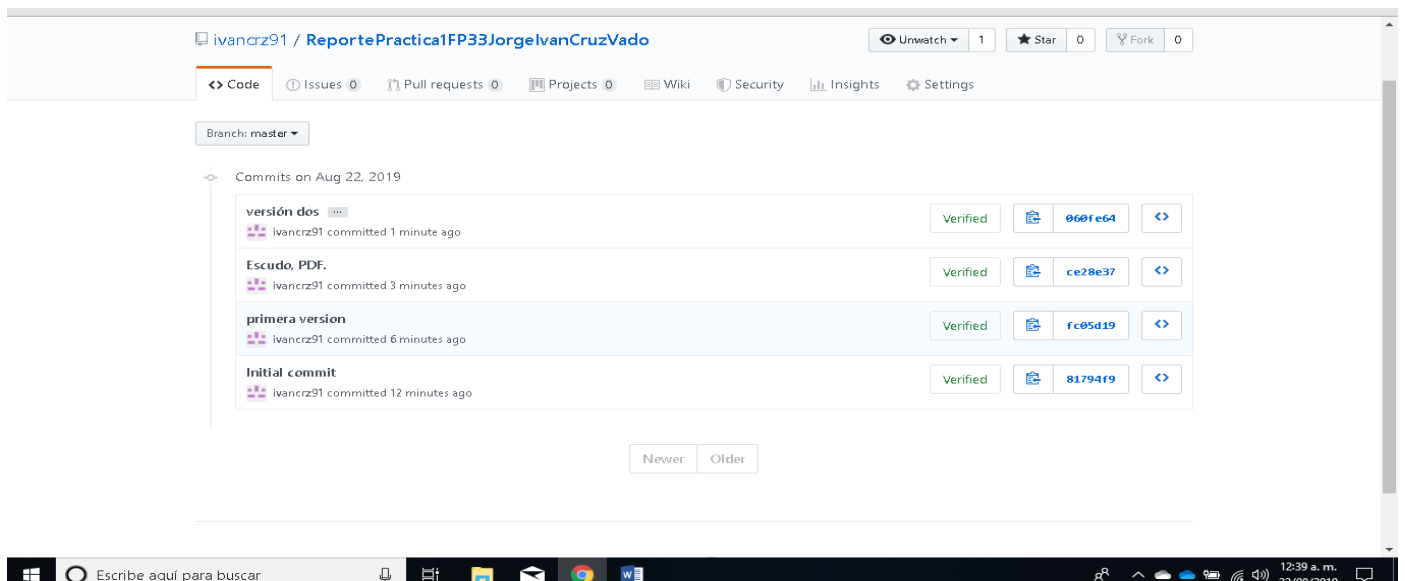 ivancrz91 / ReportePractica1FP33JorgeIvanCruzVado
Unwatch 1 Star 0 Fork 0
Code Issues 0 Pull requests 0 Projects 0 Wiki Security Insights Settings
Branch: master
Commits on Aug 22, 2019
versión dos ...
ivancrz91 committed 1 minute ago
Verified 060fe64
Escudo, PDF.
ivancrz91 committed 3 minutes ago
Verified ce28e37
primera version
ivancrz91 committed 6 minutes ago
Verified fc05d19
Initial commit
ivancrz91 committed 12 minutes ago
Verified 81794f9
Newer Older
Escribe aquí para buscar
12:39 a. m.